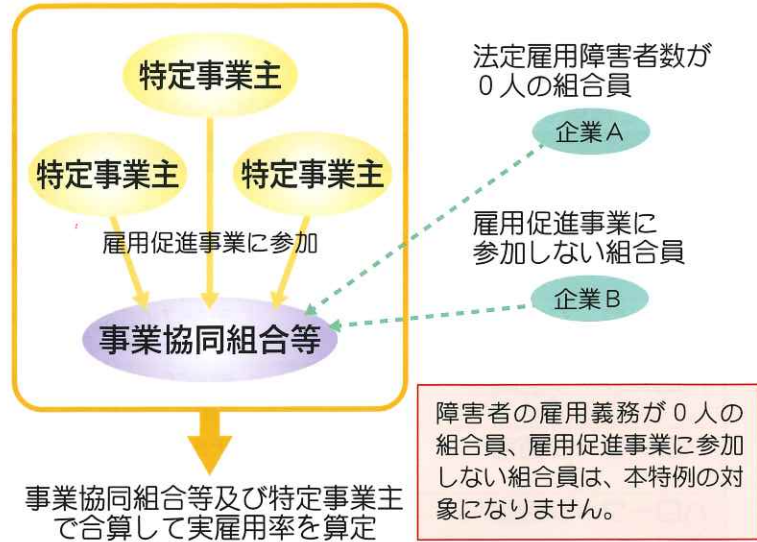 特定事業主
特定事業主
特定事業主
雇用促進事業に参加
事業協同組合等
法定雇用障害者数が
０人の組合員
企業Ａ
雇用促進事業に
参加しない組合員
企業Ｂ
事業協同組合等及び特定事業主
で合算して実雇用率を算定
障害者の雇用義務が０人の
組合員、雇用促進事業に参加
しない組合員は、本特例の対
象になりません。